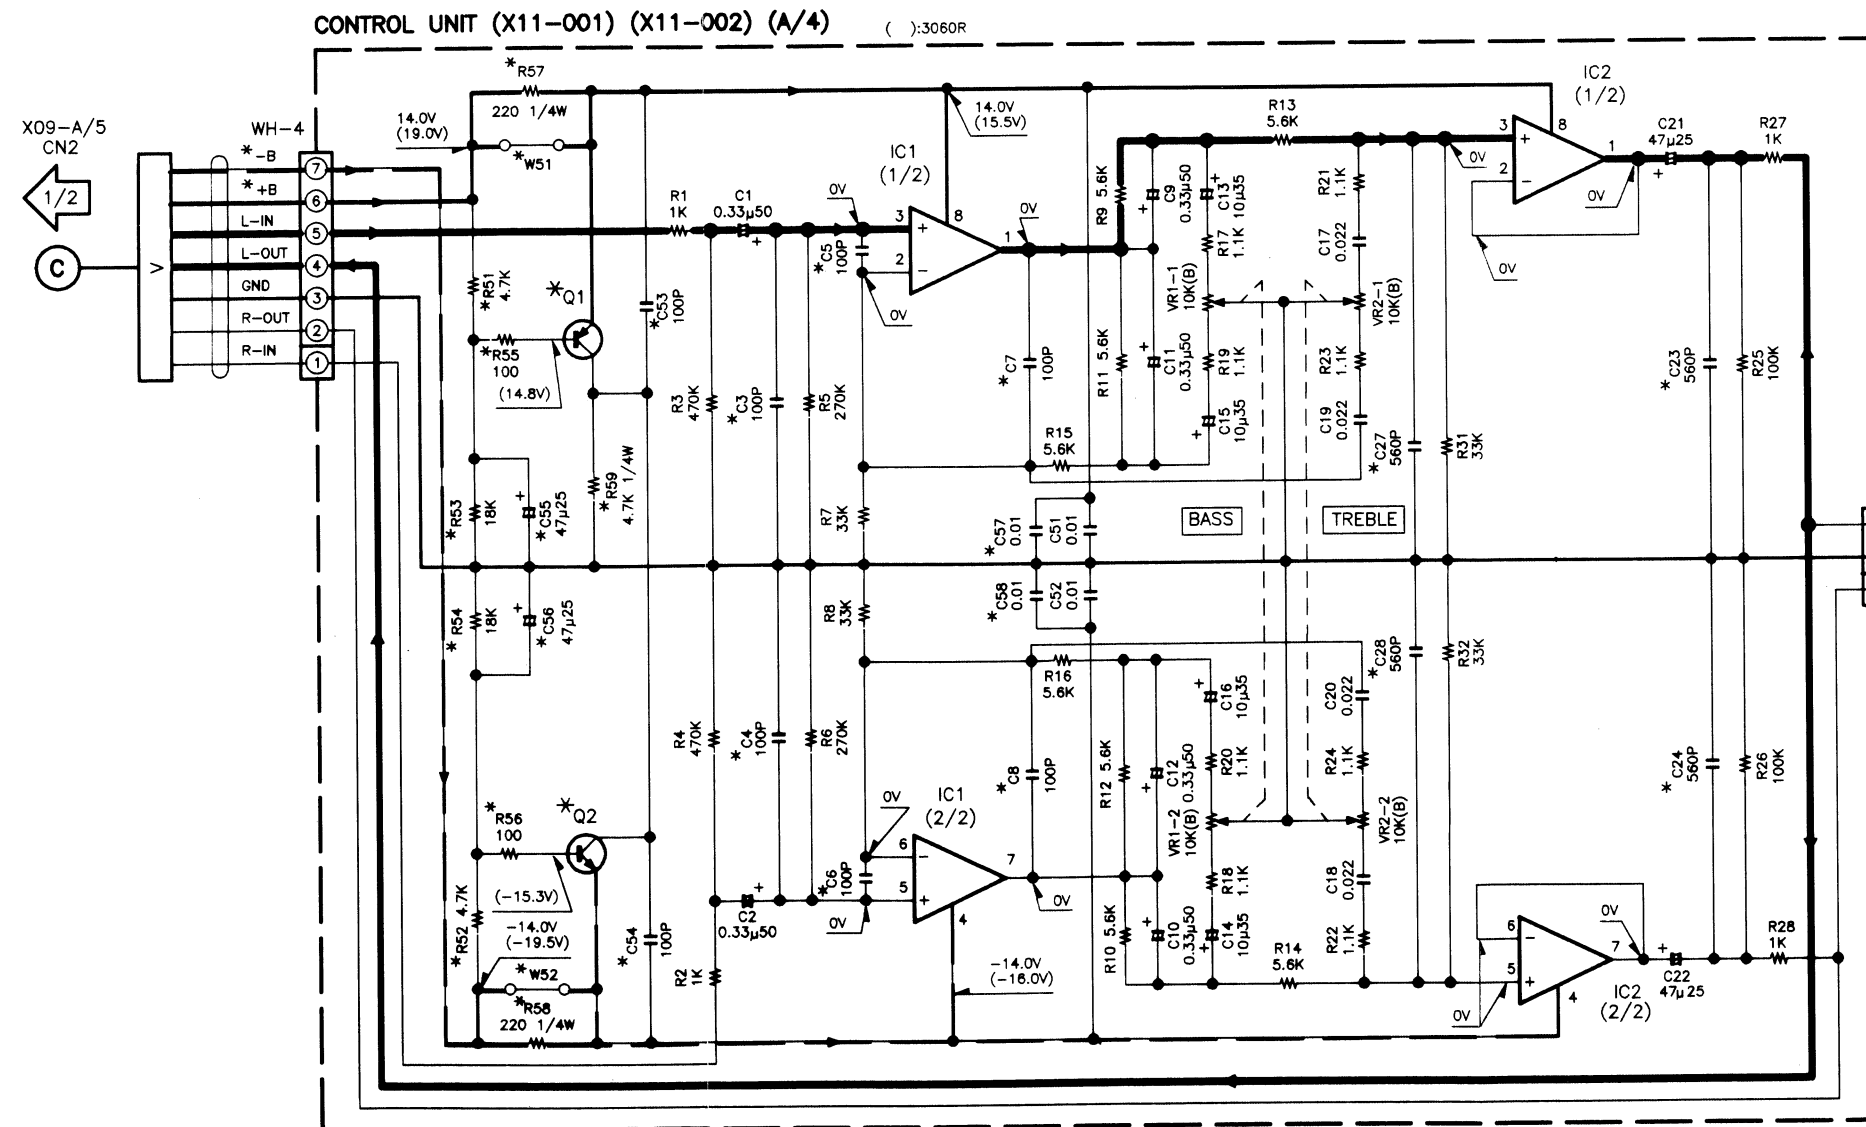 CONTROL UNIT (X11-001) (X11-002) (A/4) ( ):3060R
X09-A/5
CN2
1/2
C
V
WH-4
*-B
*+B
L-IN
L-OUT
GND
R-OUT
R-IN
7
6
5
4
3
2
1
*R57
220 1/4W
14.0V
(19.0V)
*W51
*R51
4.7K
*Q1
*R55
100
(14.8V)
*C53
100P
*R59
4.7K 1/4W
*R53
18K
*C55
47μ25
*R54
18K
*C56
47μ25
*R56
100
*Q2
(-15.3V)
*R52 4.7K
-14.0V
(-19.5V)
*W52
*R58
220 1/4W
*C54
100P
R1
1K
C1
0.33μ50
R3
470K
*C3
100P
R5
270K
R4
470K
*C4
100P
R6
270K
R2
1K
C2
0.33μ50
0V
*C5
100P
0V
IC1
(1/2)
3
+
2
-
8
1
14.0V
(15.5V)
0V
*C7
100P
R15
5.6K
R7
33K
R8
33K
*C57
0.01
C51
0.01
*C58
0.01
C52
0.01
R16
5.6K
*C8
100P
0V
IC1
(2/2)
6
-
5
+
7
4
*C6
100P
0V
0V
-14.0V
(-16.0V)
R9 5.6K
C9
0.33μ50
C13
10μ35
R17
1.1K
VR1-1
10K(B)
R11 5.6K
C11
0.33μ50
R19
1.1K
C15
10μ35
R13
5.6K
R21
1.1K
C17
0.022
VR2-1
10K(B)
R23
1.1K
C19
0.022
BASS
TREBLE
*C27
560P
R31
33K
*C28
560P
R32
33K
C16
10μ35
R20
1.1K
R12 5.6K
C12
0.33μ50
VR1-2
10K(B)
R18
1.1K
R10 5.6K
C10
0.33μ50
C14
10μ35
C20
0.022
R24
1.1K
VR2-2
10K(B)
C18
0.022
R22
1.1K
R14
5.6K
IC2
(1/2)
3
+
2
-
8
1
0V
0V
0V
C21
47μ25
R27
1K
*C23
560P
R25
100K
*C24
560P
R26
100K
0V
6
-
5
+
7
4
0V
IC2
(2/2)
C22
47μ25
R28
1K